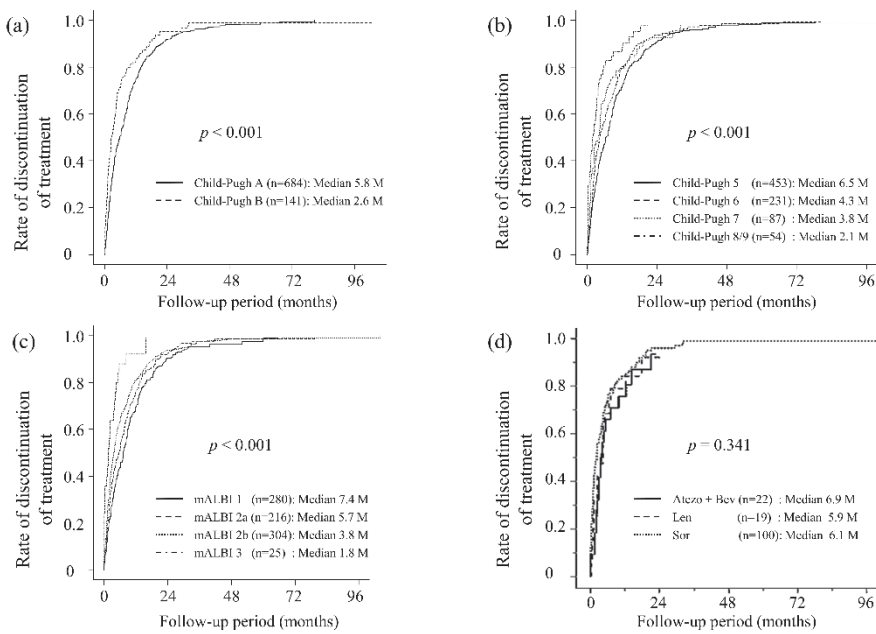 (a)
Rate of discontinuation
of treatment
1.0
0.8
0.6
0.4
0.2
0
p < 0.001
Child-Pugh A (n=684): Median 5.8 M
Child-Pugh B (n=141): Median 2.6 M
0 24 48 72 96
Follow-up period (months)
(b)
Rate of discontinuation
of treatment
1.0
0.8
0.6
0.4
0.2
0
p < 0.001
Child-Pugh 5 (n=453): Median 6.5 M
Child-Pugh 6 (n=231): Median 4.3 M
Child-Pugh 7 (n=87) : Median 3.8 M
Child-Pugh 8/9 (n=54) : Median 2.1 M
0 24 48 72 96
Follow-up period (months)
(c)
Rate of discontinuation
of treatment
1.0
0.8
0.6
0.4
0.2
0
p < 0.001
mALBI 1 (n=280): Median 7.4 M
mALBI 2a (n=216): Median 5.7 M
mALBI 2b (n=304): Median 3.8 M
mALBI 3 (n=25) : Median 1.8 M
0 24 48 72 96
Follow-up period (months)
(d)
Rate of discontinuation
of treatment
1.0
0.8
0.6
0.4
0.2
0
p = 0.341
Atezo + Bev (n=22) : Median 6.9 M
Len (n=19) : Median 5.9 M
Sor (n=100) : Median 6.1 M
0 24 48 72 96
Follow-up period (months)